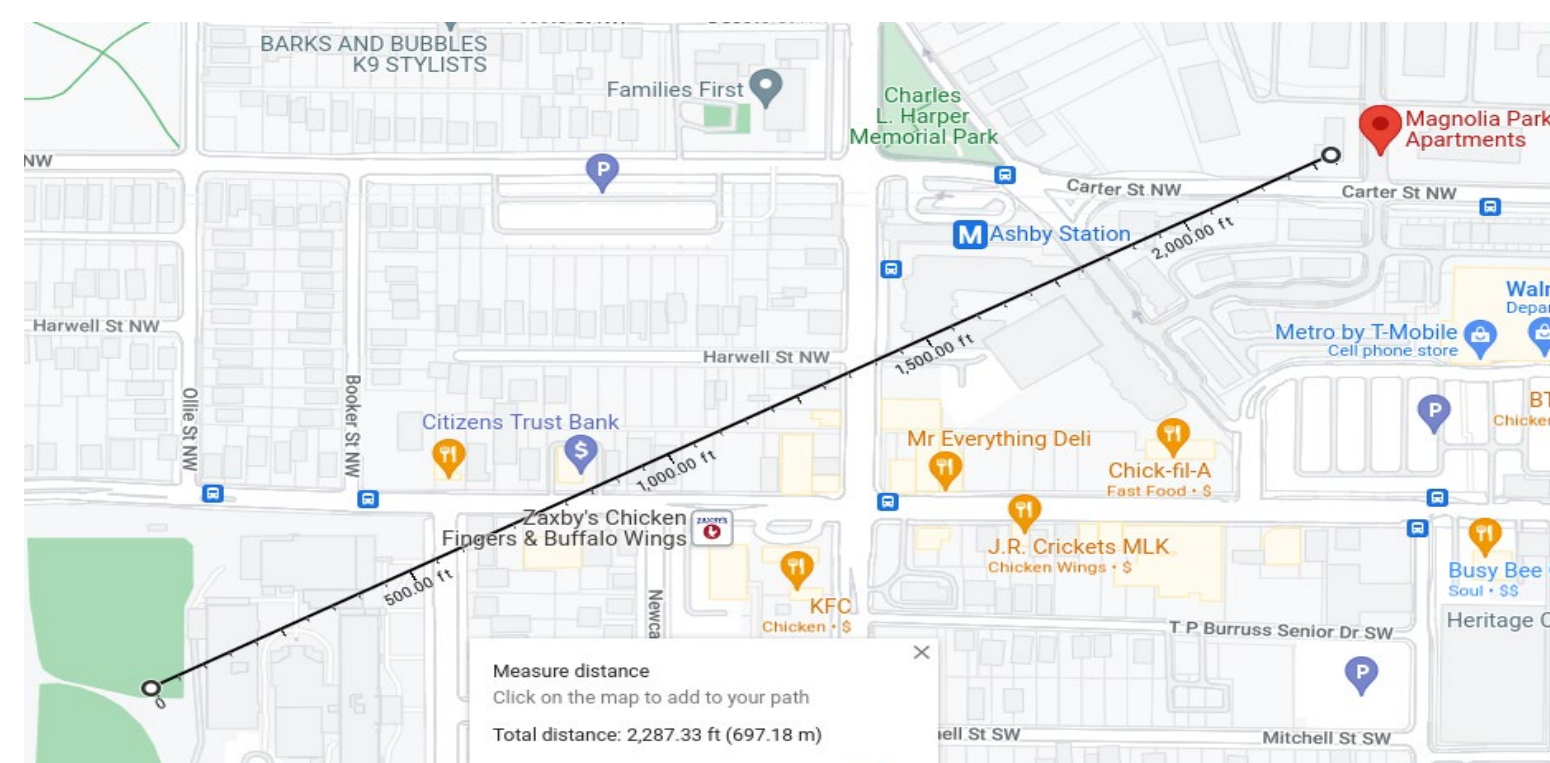 BARKS AND BUBBLES
K9 STYLISTS
Families First
Charles
L. Harper
Memorial Park
Magnolia Park
Apartments
NW
P
Carter St NW
Carter St NW
M Ashby Station
2,000.00 ft
Harwell St NW
Harwell St NW
1,500.00 ft
Metro by T-Mobile
Cell phone store
Ollie St NW
Booker St NW
Citizens Trust Bank
$
1,000.00 ft
Mr Everything Deli
Chick-fil-A
Fast Food • $
P
Zaxby's Chicken
Fingers & Buffalo Wings
ZAXBY'S
500.00 ft
J.R. Crickets MLK
Chicken Wings • $
KFC
Chicken • $
Busy Bee
Soul • $$
Heritage
T P Burruss Senior Dr SW
P
0
Measure distance
Click on the map to add to your path
Total distance: 2,287.33 ft (697.18 m)
ell St SW
Mitchell St SW